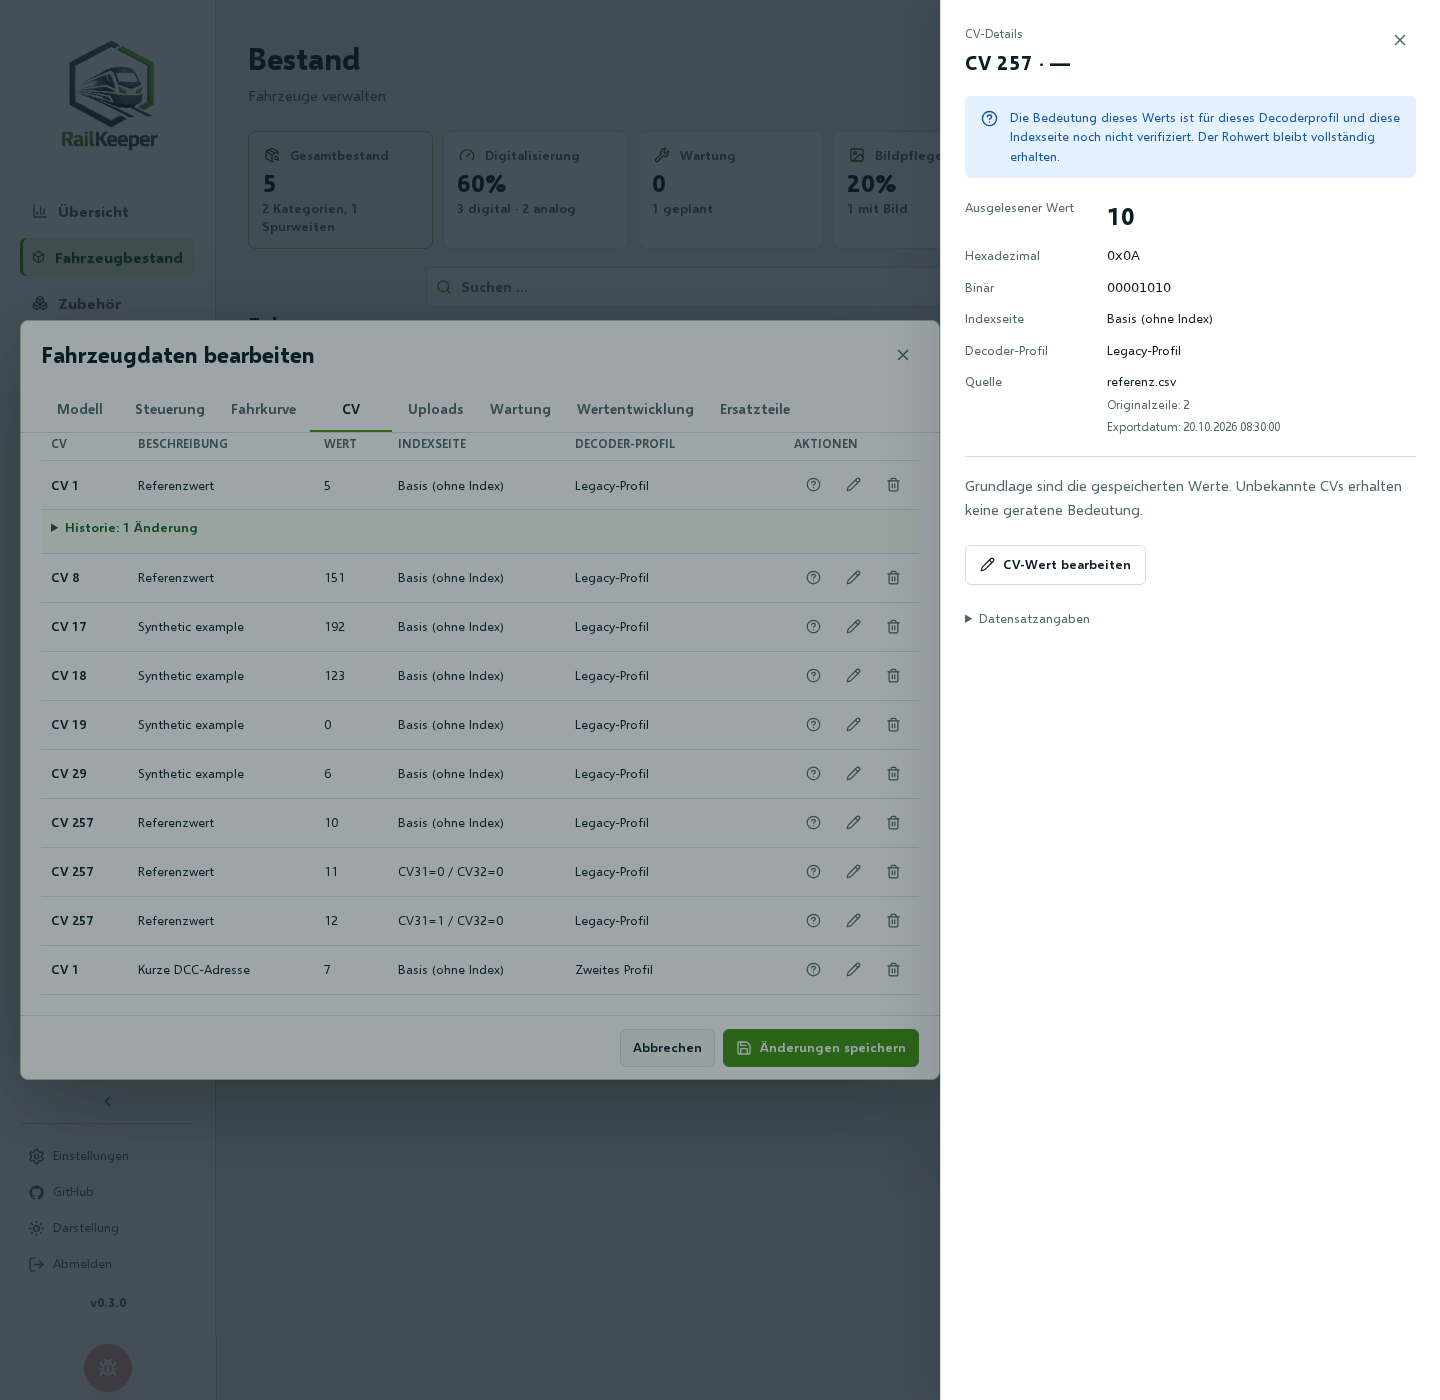 RailKeeper
Übersicht
Fahrzeugbestand
Zubehör
Bestand
Fahrzeuge verwalten
Gesamtbestand
5
2 Kategorien, 1
Spurweiten
Digitalisierung
60%
3 digital · 2 analog
Wartung
0
1 geplant
Bildpflege
20%
1 mit Bild
Suchen ...
Fahrzeugdaten bearbeiten
Modell Steuerung Fahrkurve CV Uploads Wartung Wertentwicklung Ersatzteile
CV BESCHREIBUNG WERT INDEXSEITE DECODER-PROFIL AKTIONEN
CV 1 Referenzwert 5 Basis (ohne Index) Legacy-Profil
Historie: 1 Änderung
CV 8 Referenzwert 151 Basis (ohne Index) Legacy-Profil
CV 17 Synthetic example 192 Basis (ohne Index) Legacy-Profil
CV 18 Synthetic example 123 Basis (ohne Index) Legacy-Profil
CV 19 Synthetic example 0 Basis (ohne Index) Legacy-Profil
CV 29 Synthetic example 6 Basis (ohne Index) Legacy-Profil
CV 257 Referenzwert 10 Basis (ohne Index) Legacy-Profil
CV 257 Referenzwert 11 CV31=0 / CV32=0 Legacy-Profil
CV 257 Referenzwert 12 CV31=1 / CV32=0 Legacy-Profil
CV 1 Kurze DCC-Adresse 7 Basis (ohne Index) Zweites Profil
Abbrechen Änderungen speichern
Einstellungen
GitHub
Darstellung
Abmelden
v0.3.0
CV-Details
CV 257 · —
Die Bedeutung dieses Werts ist für dieses Decoderprofil und diese
Indexseite noch nicht verifiziert. Der Rohwert bleibt vollständig
erhalten.
Ausgelesener Wert 10
Hexadezimal 0x0A
Binär 00001010
Indexseite Basis (ohne Index)
Decoder-Profil Legacy-Profil
Quelle referenz.csv
Originalzeile: 2
Exportdatum: 20.10.2026 08:30:00
Grundlage sind die gespeicherten Werte. Unbekannte CVs erhalten
keine geratene Bedeutung.
CV-Wert bearbeiten
Datensatzangaben